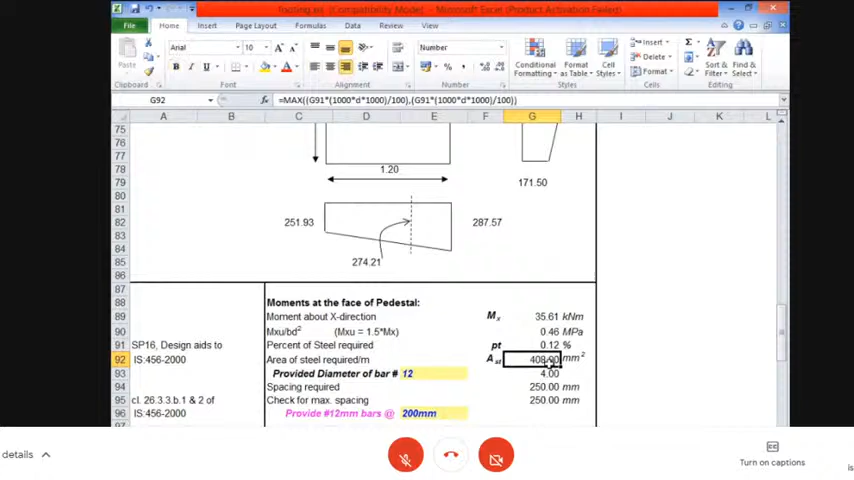 footing.xls [Compatibility Mode] - Microsoft Excel (Product Activation Failed)
File Home Insert Page Layout Formulas Data Review View
Paste
Clipboard
Arial 10
B I U
Font
Alignment
Number
$ % ,
Number
Conditional Formatting Format as Table Cell Styles
Styles
Insert
Delete
Format
Cells
Sort & Filter Find & Select
Editing
G92 fx =MAX((G91*(1000*d*1000)/100),(G91*(1000*d*1000)/100))
A B C D E F G H I J K L
75
76
77
78 1.20
79 171.50
80
81
82 251.93 287.57
83
84
85 274.21
86
87
88 Moments at the face of Pedestal:
89 Moment about X-direction Mx 35.61 kNm
90 Mxu/bd2 (Mxu = 1.5*Mx) 0.46 MPa
91 SP16, Design aids to Percent of Steel required pt 0.12 %
92 IS:456-2000 Area of steel required/m Ast 408.00 mm2
93 Provided Diameter of bar # 12 4.00
94 Spacing required 250.00 mm
95 cl. 26.3.3.b.1 & 2 of Check for max. spacing 250.00 mm
96 IS:456-2000 Provide #12mm bars @ 200mm
details
Turn on captions
is